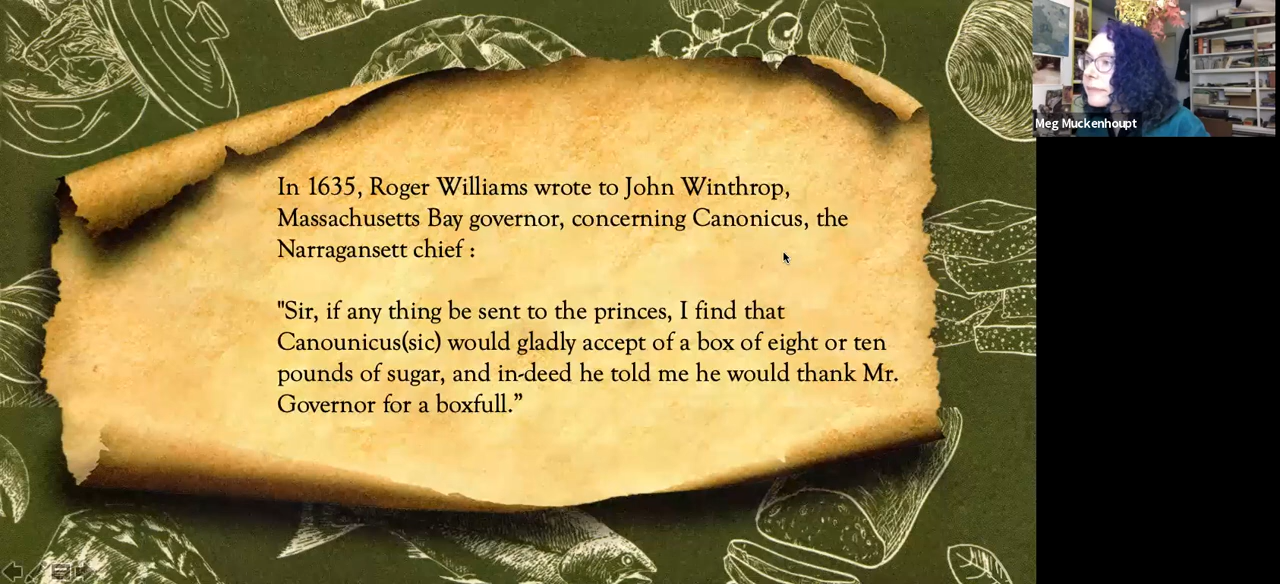 In 1635, Roger Williams wrote to John Winthrop,
Massachusetts Bay governor, concerning Canonicus, the
Narragansett chief :
"Sir, if any thing be sent to the princes, I find that
Canounicus(sic) would gladly accept of a box of eight or ten
pounds of sugar, and in-deed he told me he would thank Mr.
Governor for a boxfull.”
Meg Muckenhoupt